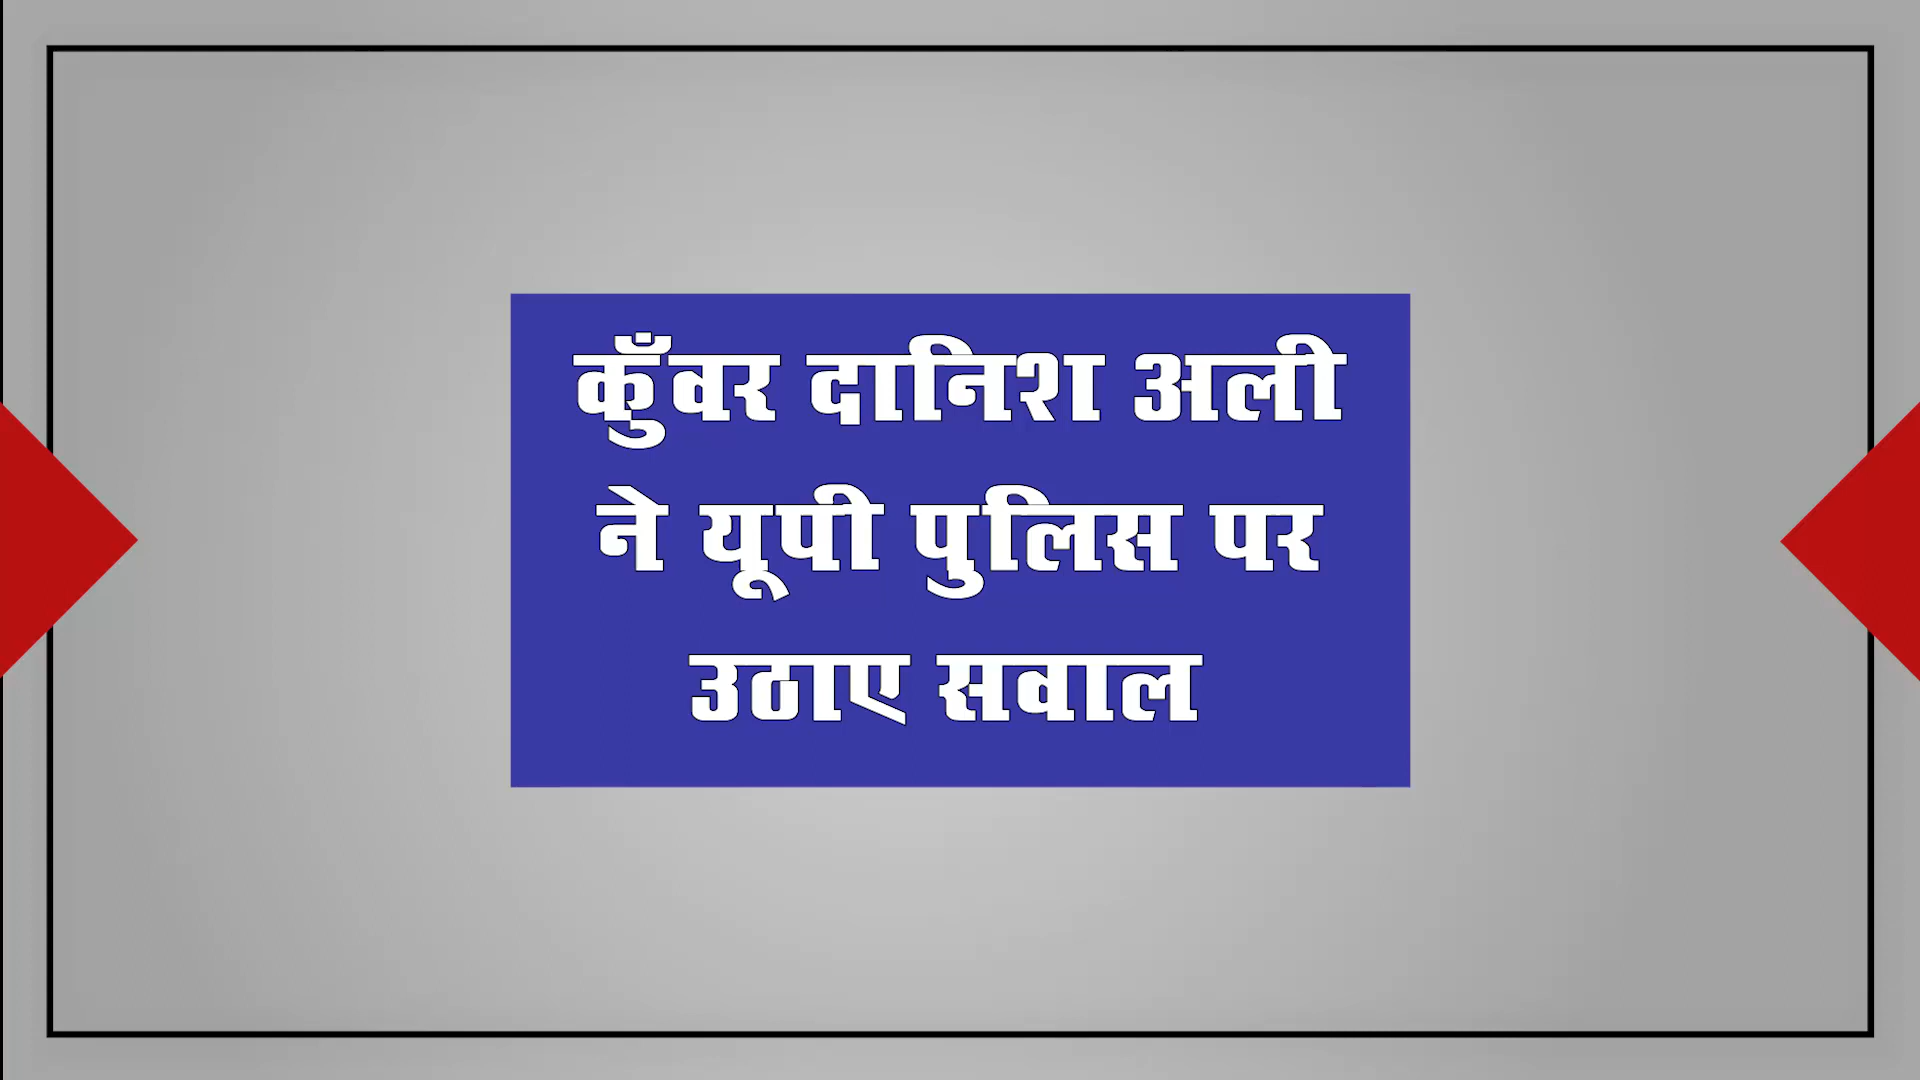 कुँवर दानिश अली
ने यूपी पुलिस पर
उठाए सवाल